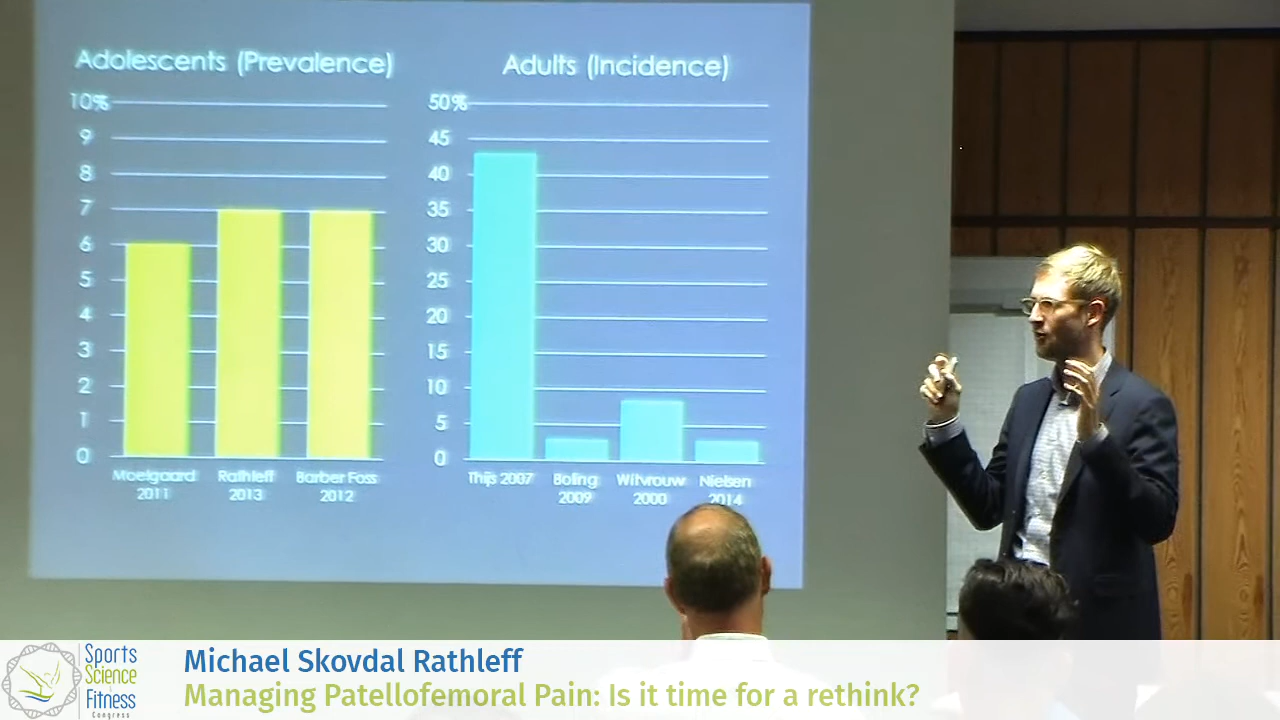 Adolescents (Prevalence)
10%
9
8
7
6
5
4
3
2
1
0
Moelgaard
2011
Rathleff
2013
Barber Foss
2012
Adults (Incidence)
50%
45
40
35
30
25
20
15
10
5
0
Thijs 2007
Boling
2009
Witvrouw
2000
Nielsen
2014
Sports
Science
Fitness
Congress
Michael Skovdal Rathleff
Managing Patellofemoral Pain: Is it time for a rethink?